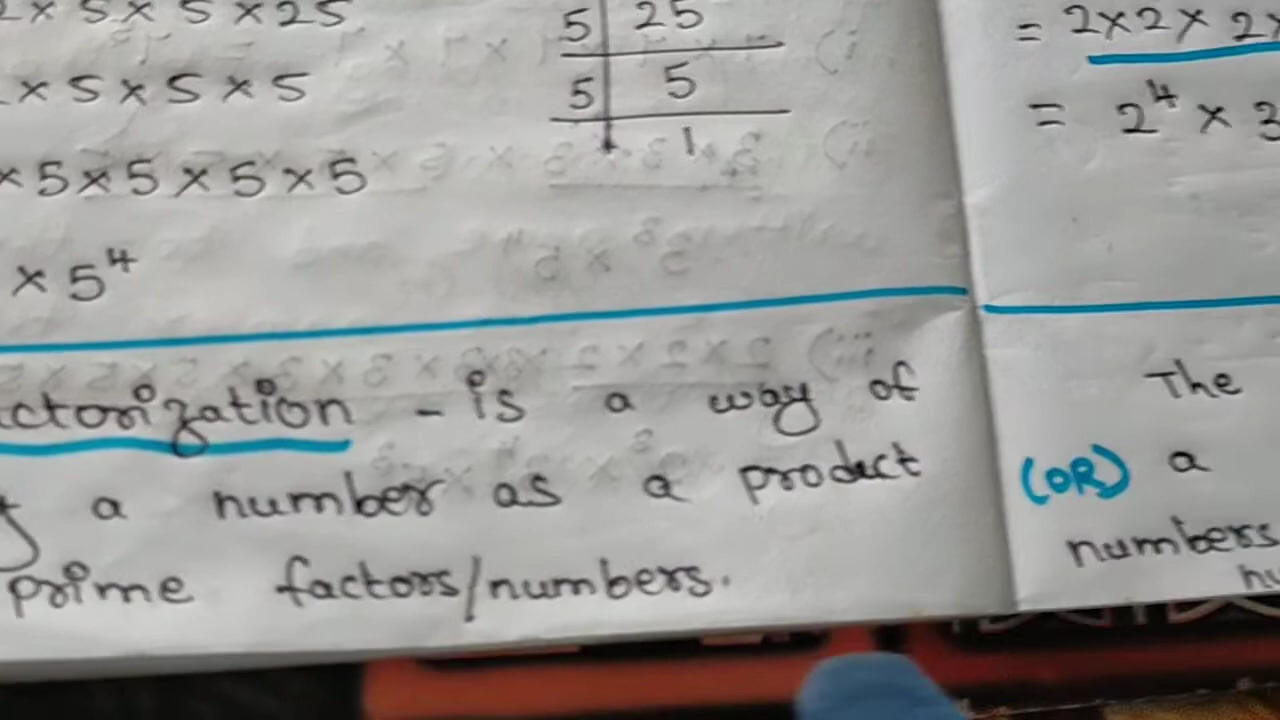 2 × 5 × 5 × 25
× 5 × 5 × 5
× 5 × 5 × 5 × 5
× 5⁴
5 | 25
5 | 5
1
= 2×2× 2×
= 2⁴ × 3
ctorization - is a way of
a number as a product
prime factors/numbers.
The
(OR) a
numbers